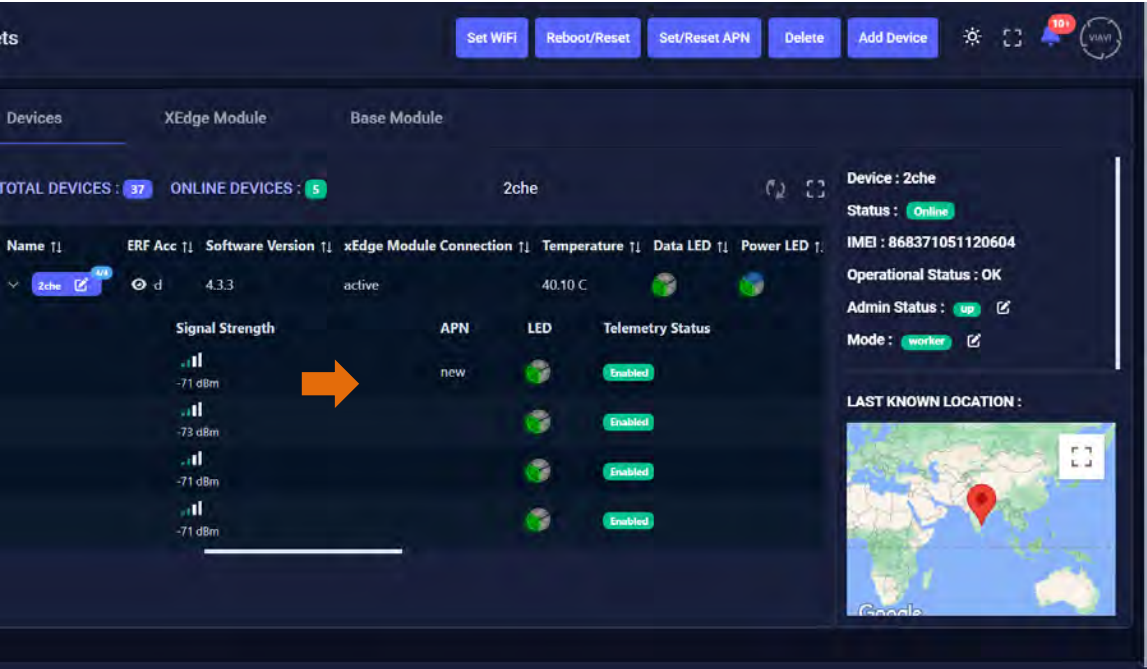 ets
Set WiFi Reboot/Reset Set/Reset APN Delete Add Device 10+ VIAVI
Devices XEdge Module Base Module
TOTAL DEVICES : 37 ONLINE DEVICES : 5 2che
Name ERF Acc Software Version xEdge Module Connection Temperature Data LED Power LED
2che 4/4 d 4.3.3 active 40.10 C
Signal Strength APN LED Telemetry Status
-71 dBm new Enabled
-73 dBm Enabled
-71 dBm Enabled
-71 dBm Enabled
Device : 2che
Status : Online
IMEI : 868371051120604
Operational Status : OK
Admin Status : up
Mode : worker
LAST KNOWN LOCATION :
Google